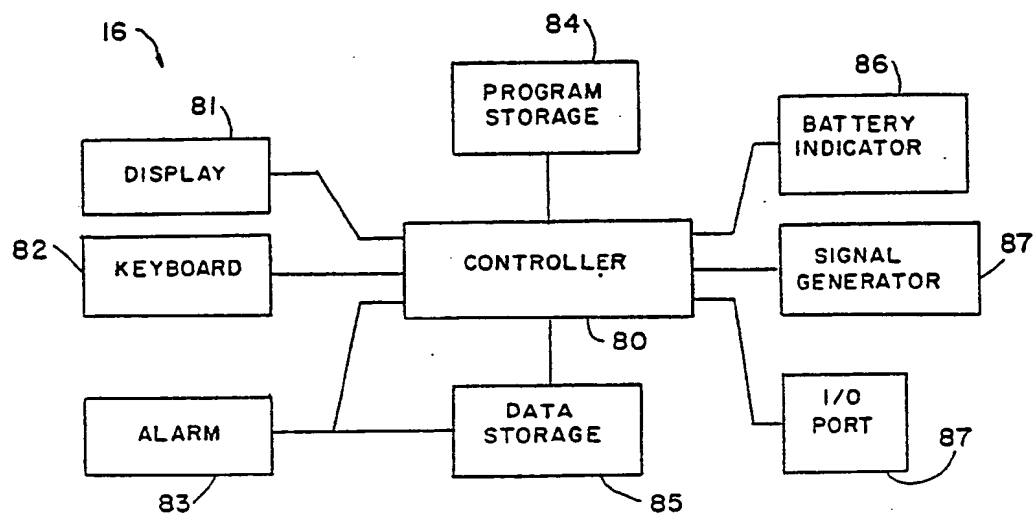 16
84
81
86
PROGRAM
STORAGE
BATTERY
INDICATOR
DISPLAY
82
KEYBOARD
CONTROLLER
SIGNAL
GENERATOR
87
80
ALARM
DATA
STORAGE
I/O
PORT
83
85
87